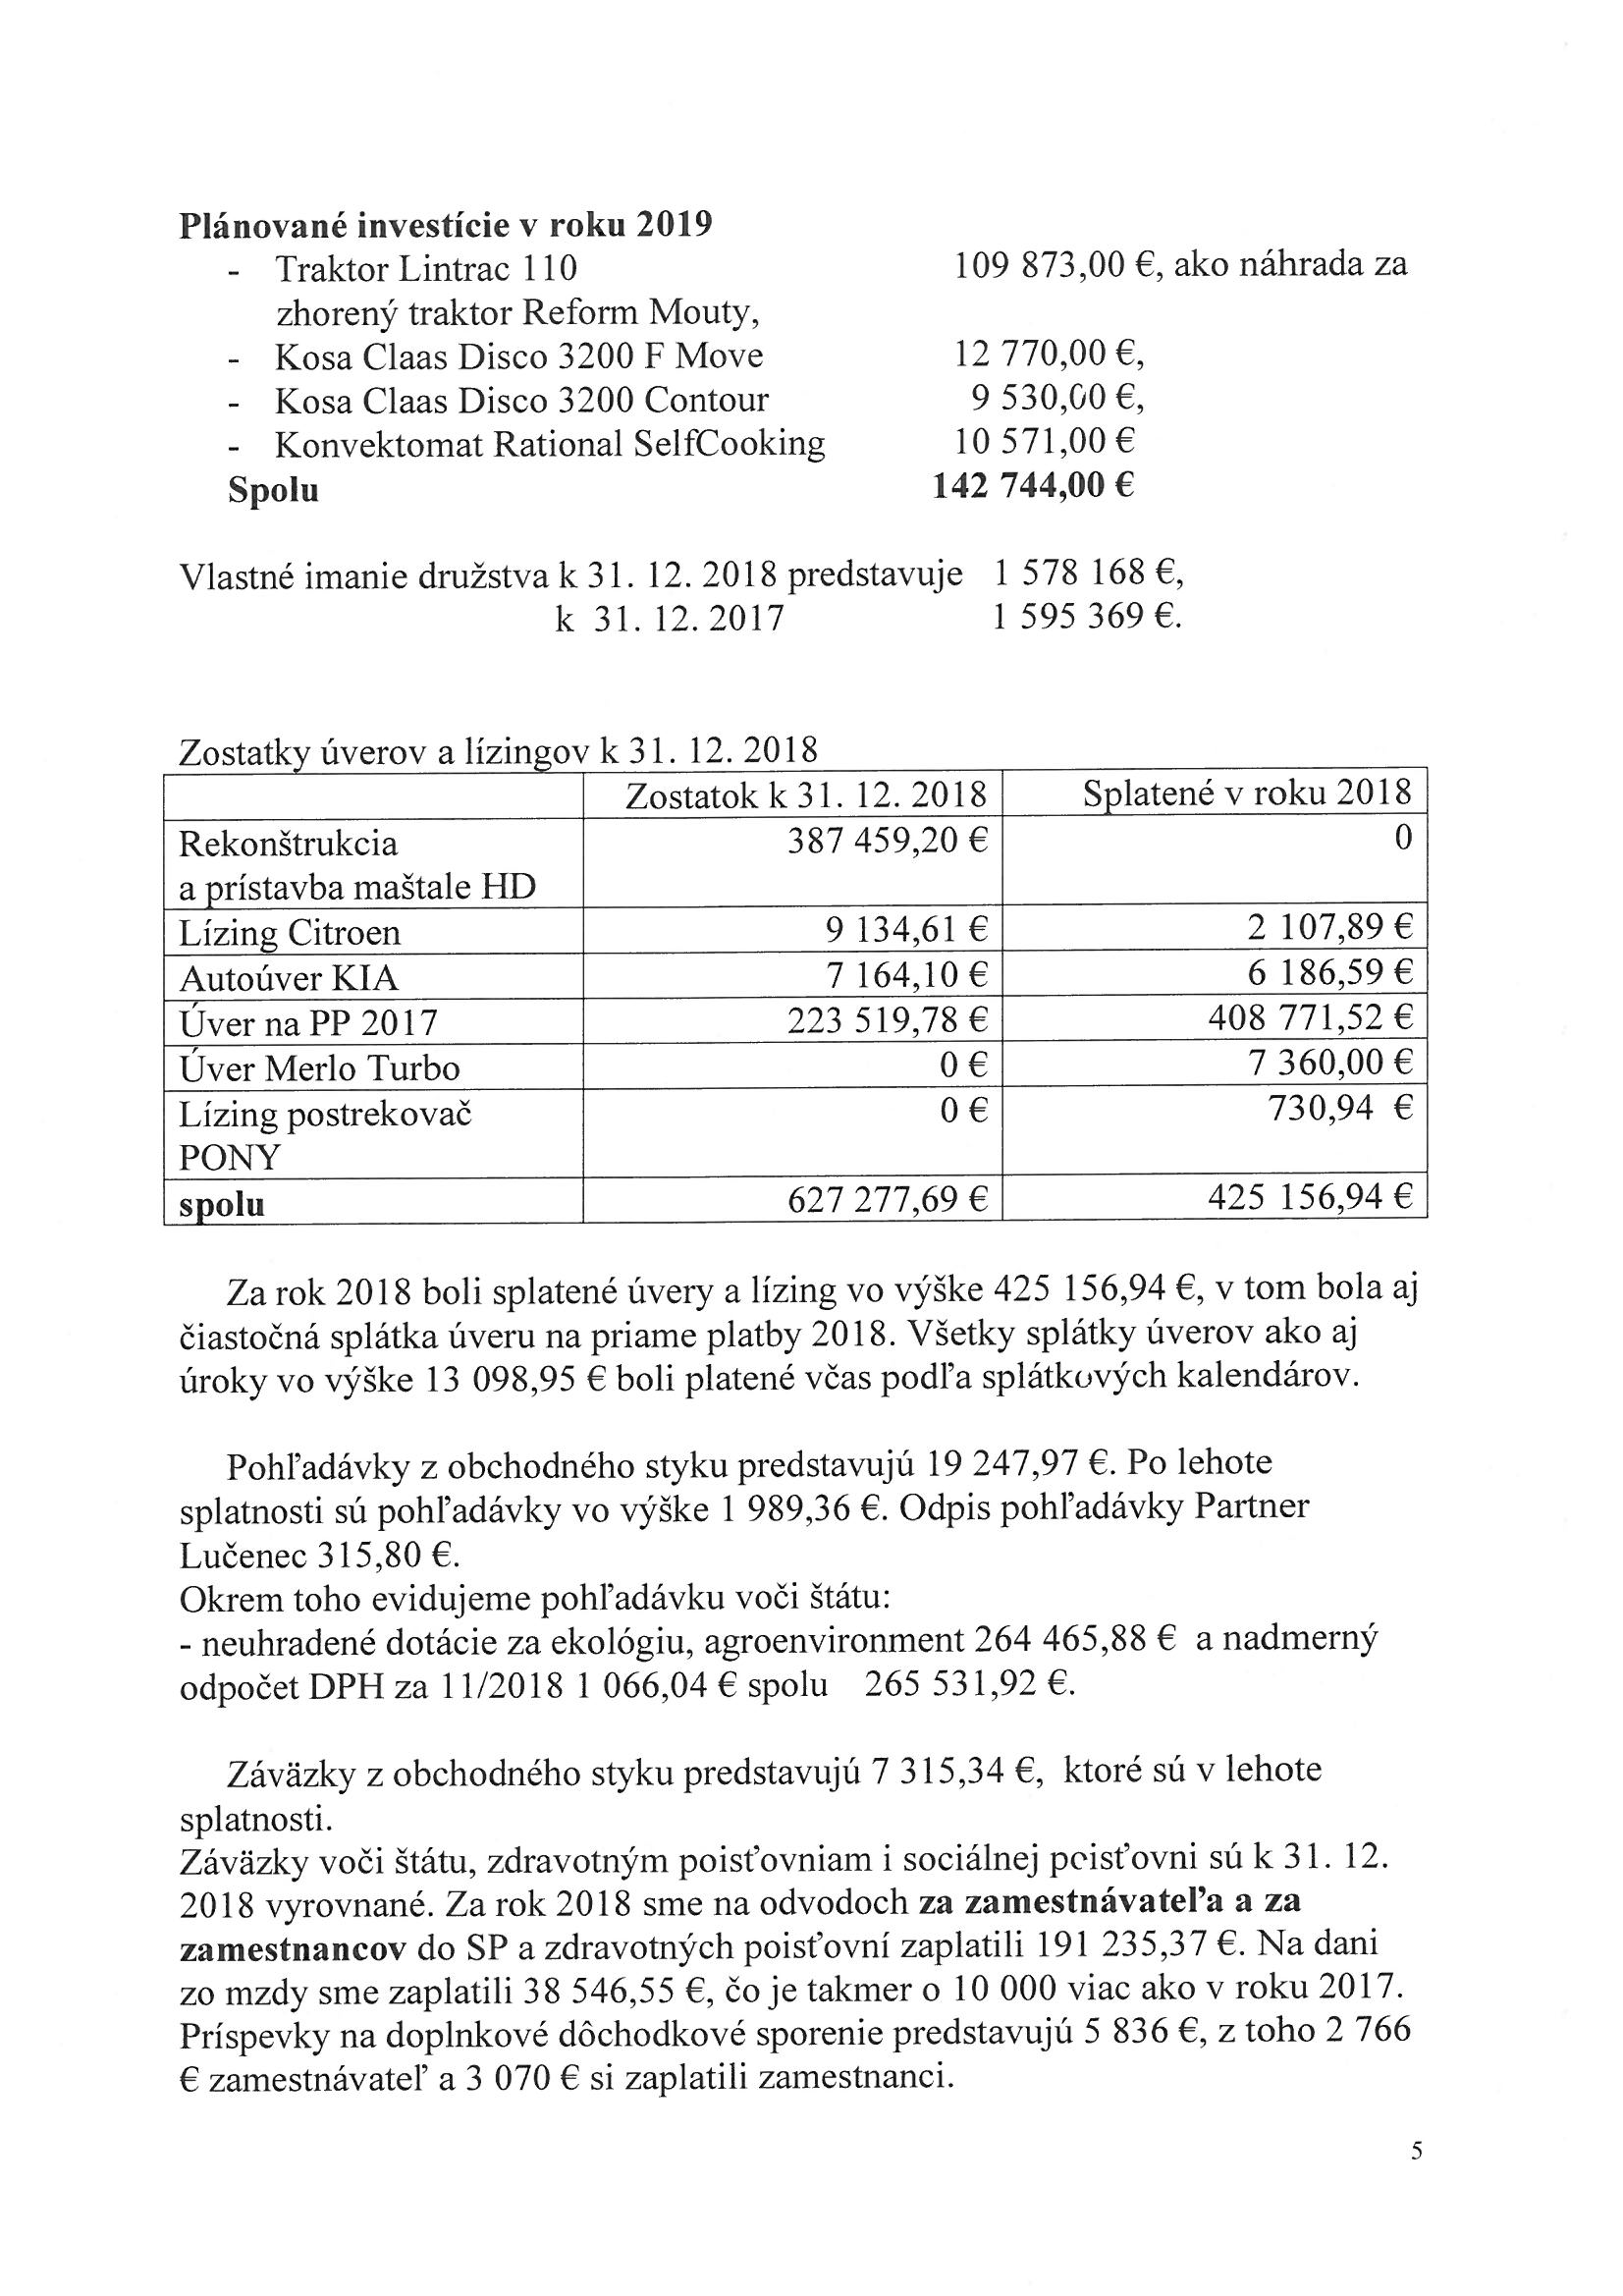 Plánované investície v roku 2019
- Traktor Lintrac 110 109 873,00 €, ako náhrada za
zhorený traktor Reform Mouty,
- Kosa Claas Disco 3200 F Move 12 770,00 €,
- Kosa Claas Disco 3200 Contour 9 530,00 €,
- Konvektomat Rational SelfCooking 10 571,00 €
Spolu 142 744,00 €
Vlastné imanie družstva k 31. 12. 2018 predstavuje 1 578 168 €,
k 31. 12. 2017 1 595 369 €.
Zostatky úverov a lízingov k 31. 12. 2018
Zostatok k 31. 12. 2018 Splatené v roku 2018
Rekonštrukcia 387 459,20 € 0
a prístavba maštale HD
Lízing Citroen 9 134,61 € 2 107,89 €
Autoúver KIA 7 164,10 € 6 186,59 €
Úver na PP 2017 223 519,78 € 408 771,52 €
Úver Merlo Turbo 0 € 7 360,00 €
Lízing postrekovač 0 € 730,94 €
PONY
spolu 627 277,69 € 425 156,94 €
Za rok 2018 boli splatené úvery a lízing vo výške 425 156,94 €, v tom bola aj
čiastočná splátka úveru na priame platby 2018. Všetky splátky úverov ako aj
úroky vo výške 13 098,95 € boli platené včas podľa splátkových kalendárov.
Pohľadávky z obchodného styku predstavujú 19 247,97 €. Po lehote
splatnosti sú pohľadávky vo výške 1 989,36 €. Odpis pohľadávky Partner
Lučenec 315,80 €.
Okrem toho evidujeme pohľadávku voči štátu:
- neuhradené dotácie za ekológiu, agroenvironment 264 465,88 € a nadmerný
odpočet DPH za 11/2018 1 066,04 € spolu 265 531,92 €.
Záväzky z obchodného styku predstavujú 7 315,34 €, ktoré sú v lehote
splatnosti.
Záväzky voči štátu, zdravotným poisťovniam i sociálnej poisťovni sú k 31. 12.
2018 vyrovnané. Za rok 2018 sme na odvodoch za zamestnávateľa a za
zamestnancov do SP a zdravotných poisťovní zaplatili 191 235,37 €. Na dani
zo mzdy sme zaplatili 38 546,55 €, čo je takmer o 10 000 viac ako v roku 2017.
Príspevky na doplnkové dôchodkové sporenie predstavujú 5 836 €, z toho 2 766
€ zamestnávateľ a 3 070 € si zaplatili zamestnanci.
5